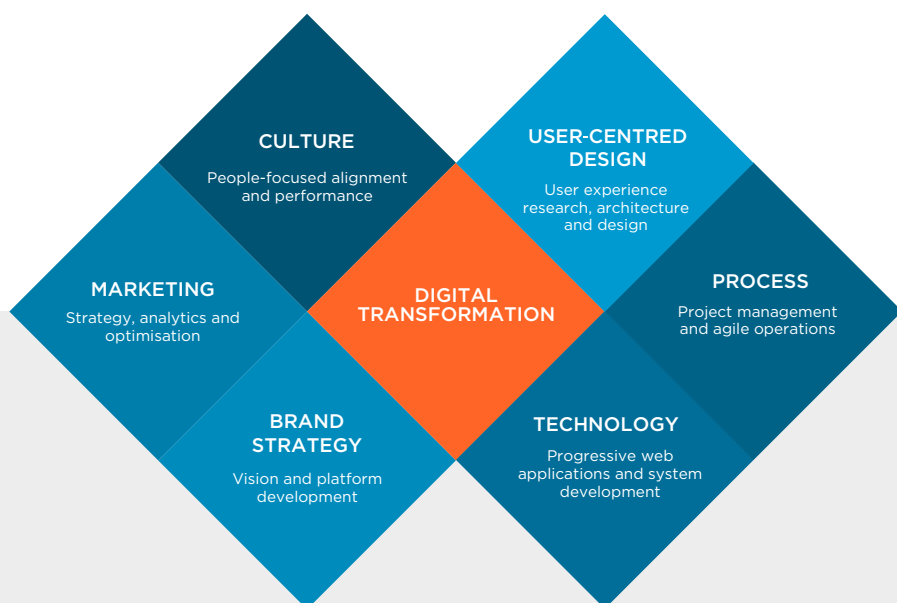 CULTURE
People-focused alignment
and performance
USER-CENTRED
DESIGN
User experience
research, architecture
and design
MARKETING
Strategy, analytics and
optimisation
DIGITAL
TRANSFORMATION
PROCESS
Project management
and agile operations
BRAND
STRATEGY
Vision and platform
development
TECHNOLOGY
Progressive web
applications and system
development